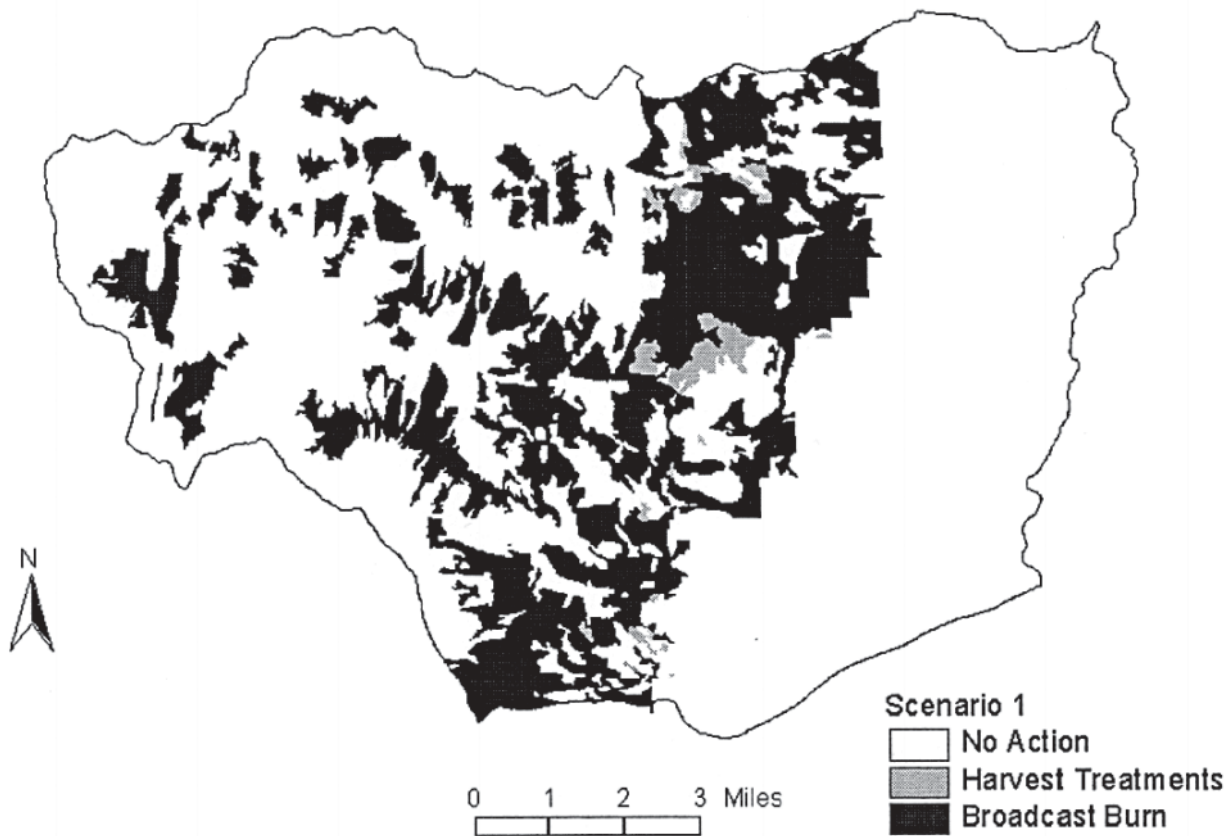 N
Scenario 1
No Action
Harvest Treatments
Broadcast Burn
0 1 2 3 Miles